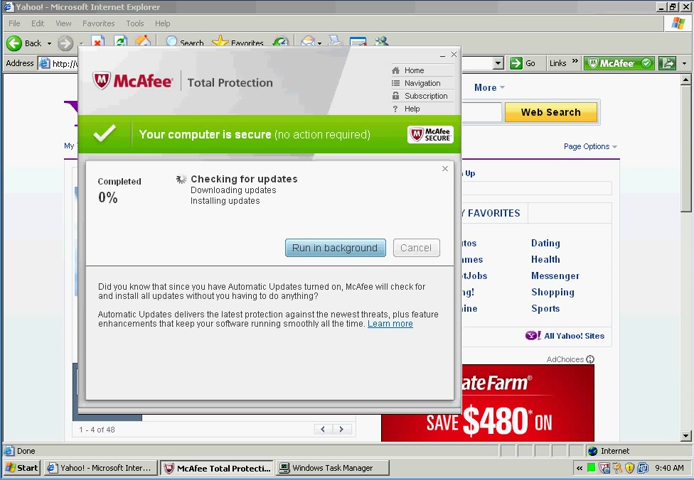 Yahoo! - Microsoft Internet Explorer
File Edit View Favorites Tools Help
Back Search Favorites
Address Go Links » McAfee
McAfee | Total Protection
Home
Navigation
Subscription
Help
Your computer is secure (no action required)
McAfee SECURE
Completed
0%
Checking for updates
Downloading updates
Installing updates
Run in background Cancel
Did you know that since you have Automatic Updates turned on, McAfee will check for
and install all updates without you having to do anything?
Automatic Updates delivers the latest protection against the newest threats, plus feature
enhancements that keep your software running smoothly all the time. Learn more
More
Web Search
Page Options
Up
Y FAVORITES
Dating
Health
Messenger
Shopping
Sports
All Yahoo! Sites
AdChoices
ate Farm
SAVE $480* ON
1 - 4 of 48
Done Internet
Start Yahoo! - Microsoft Inter... McAfee Total Protecti... Windows Task Manager « 9:40 AM